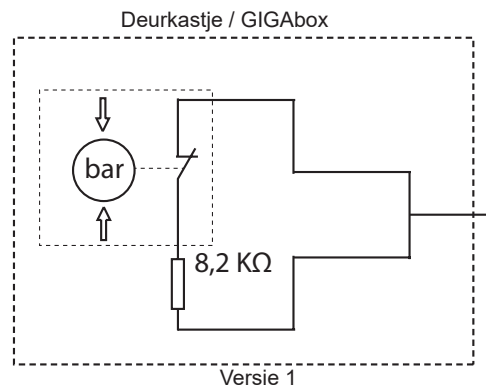 Deurkastje / GIGAbox
bar
8,2 KΩ
Versie 1